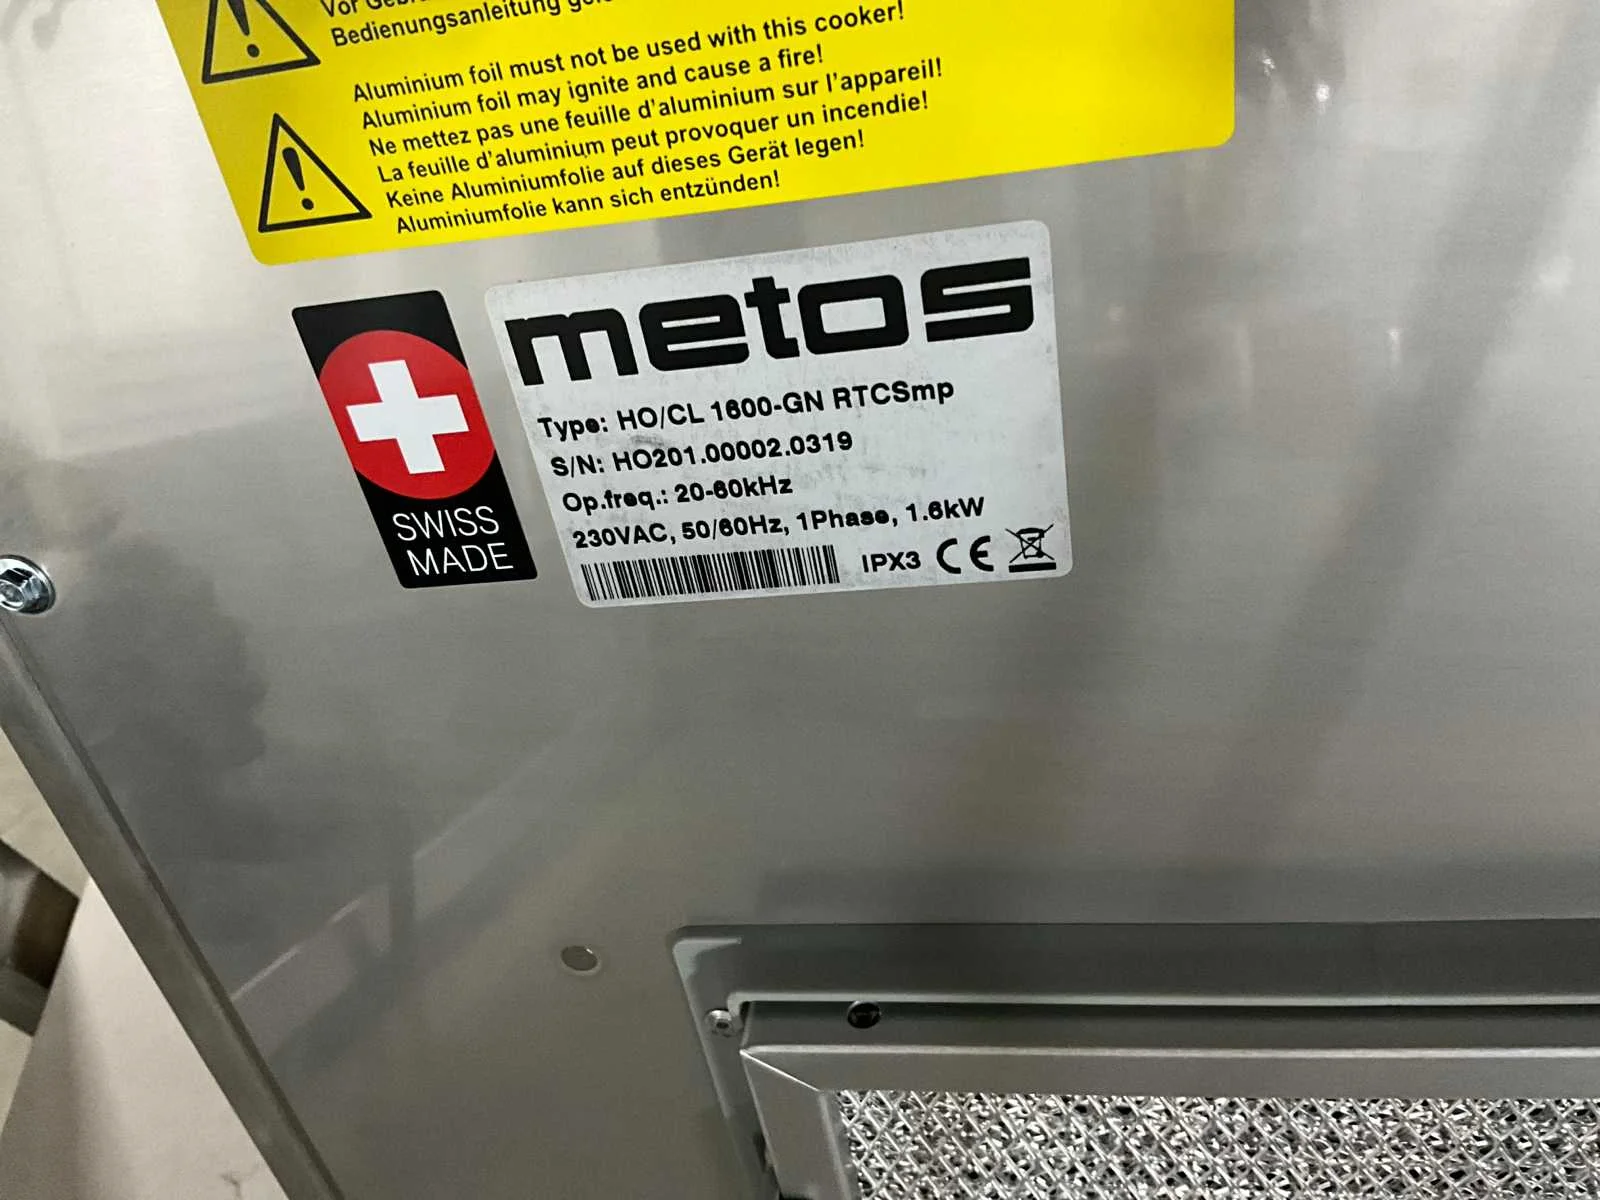 Vor
Bedienungsanleitung
Aluminium foil must not be used with this cooker!
Aluminium foil may ignite and cause a fire!
Ne mettez pas une feuille d'aluminium sur l'appareil!
La feuille d'aluminium peut provoquer un incendie!
Keine Aluminiumfolie auf dieses Gerät legen!
Aluminiumfolie kann sich entzünden!
metos
Type: HO/CL 1600-GN RTCSmp
S/N: HO201.00002.0319
Op.freq.: 20-60kHz
230VAC, 50/60Hz, 1Phase, 1.6kW
IPX3 CE
SWISS
MADE